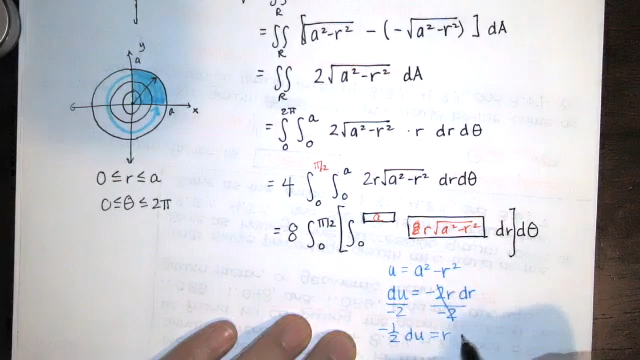 = ∬_R [√(a²-r²) - (-√(a²-r²))] dA
= ∬_R 2√(a²-r²) dA
= ∫_0^{2π} ∫_0^a 2√(a²-r²) · r dr dθ
= 4 ∫_0^{π/2} ∫_0^a 2r√(a²-r²) dr dθ
= 8 ∫_0^{π/2} [ ∫_0^a r√(a²-r²) dr ] dθ
y
a
a
x
0 ≤ r ≤ a
0 ≤ θ ≤ 2π
u = a² - r²
du/-2 = -2r dr/-2
-½ du = r